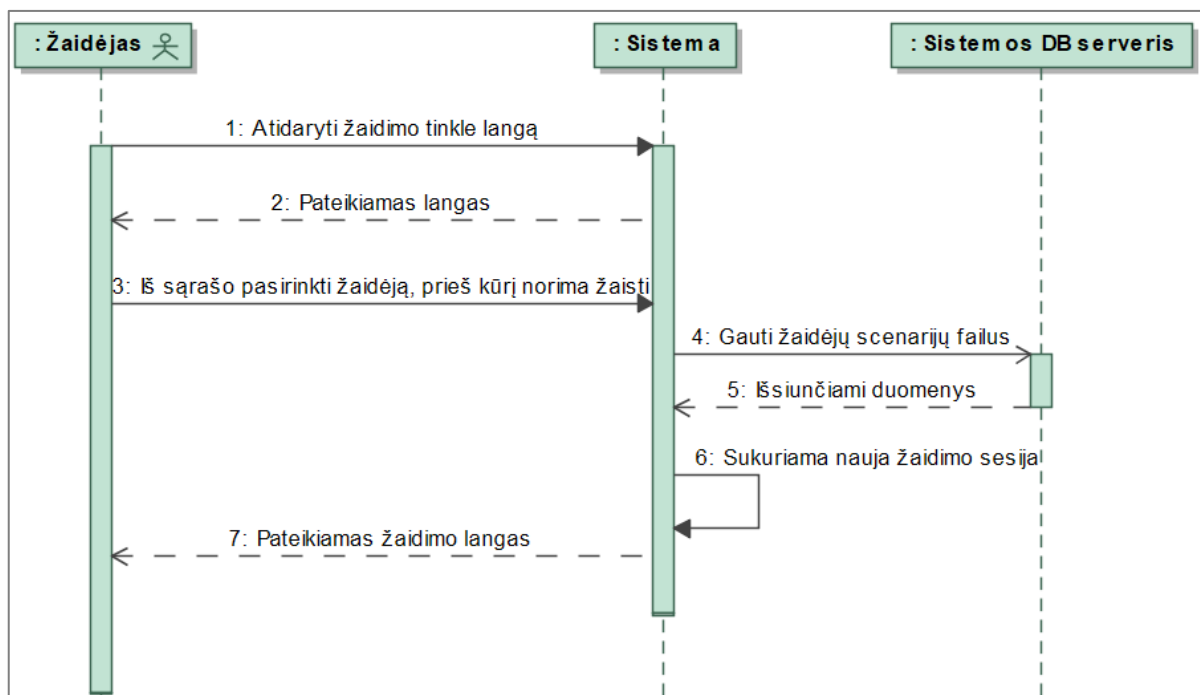 : Žaidėjas
: Sistema
: Sistemos DB serveris
1: Atidaryti žaidimo tinkle langą
2: Pateikiamas langas
3: Iš sąrašo pasirinkti žaidėją, prieš kūrį norima žaisti
4: Gauti žaidėjų scenarijų failus
5: Išsiunčiami duomenys
6: Sukuriama nauja žaidimo sesija
7: Pateikiamas žaidimo langas